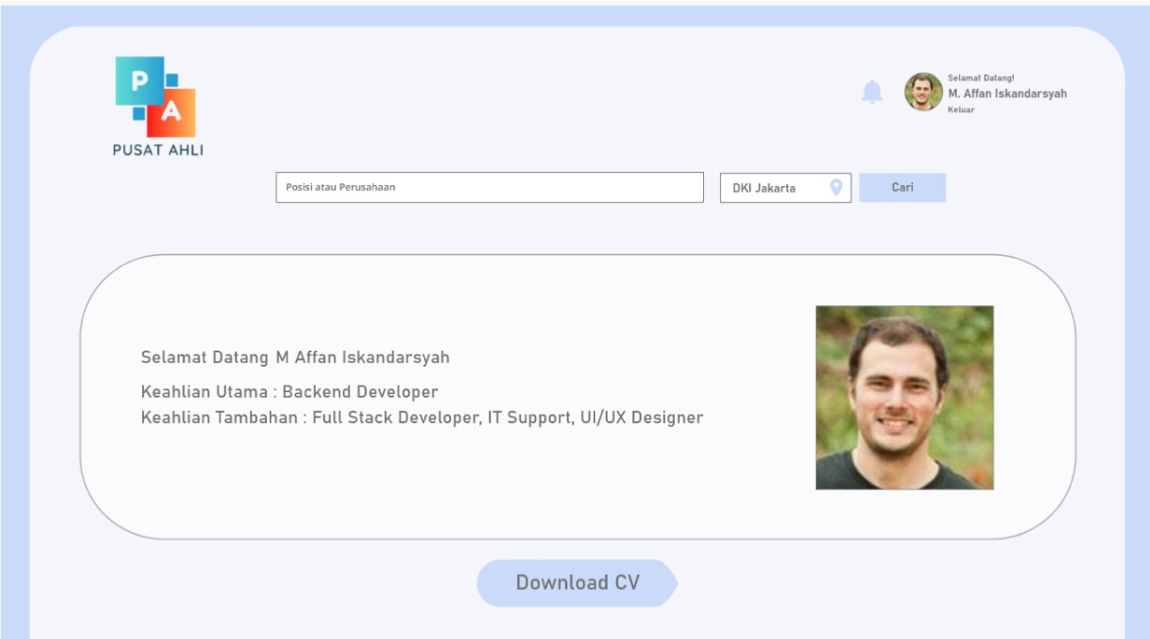 P
A
PUSAT AHLI
Selamat Datang!
M. Affan Iskandarsyah
Keluar
Posisi atau Perusahaan
DKI Jakarta
Cari
Selamat Datang M Affan Iskandarsyah
Keahlian Utama : Backend Developer
Keahlian Tambahan : Full Stack Developer, IT Support, UI/UX Designer
Download CV